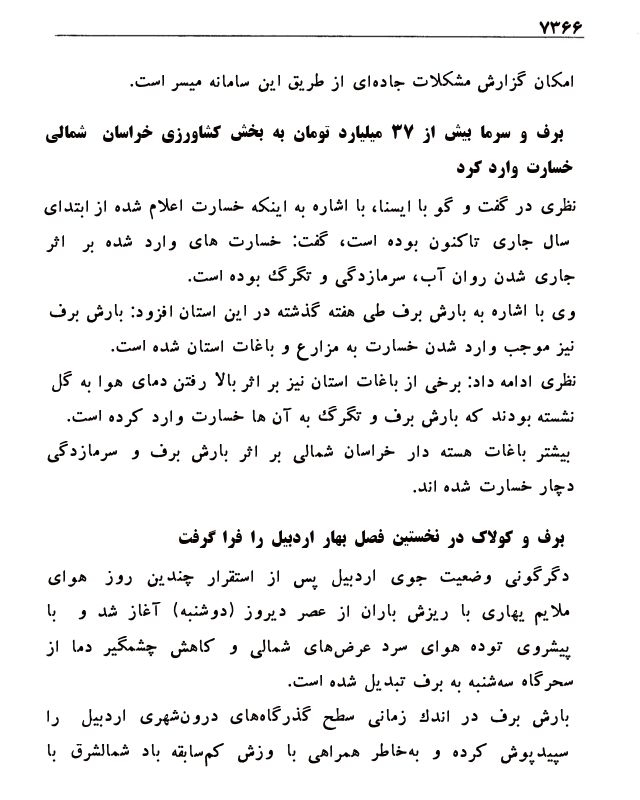 ۷۳۶۶
امکان گزارش مشکلات جاده‌ای از طریق این سامانه میسر است.
برف و سرما بیش از ۳۷ میلیارد تومان به بخش کشاورزی خراسان شمالی
خسارت وارد کرد
نظری در گفت و گو با ایسنا، با اشاره به اینکه خسارت اعلام شده از ابتدای
سال جاری تاکنون بوده است، گفت: خسارت های وارد شده بر اثر
جاری شدن روان آب، سرمازدگی و تگرگ بوده است.
وی با اشاره به بارش برف طی هفته گذشته در این استان افزود: بارش برف
نیز موجب وارد شدن خسارت به مزارع و باغات استان شده است.
نظری ادامه داد: برخی از باغات استان نیز بر اثر بالا رفتن دمای هوا به گل
نشسته بودند که بارش برف و تگرگ به آن ها خسارت وارد کرده است.
بیشتر باغات هسته دار خراسان شمالی بر اثر بارش برف و سرمازدگی
دچار خسارت شده اند.
برف و کولاک در نخستین فصل بهار اردبیل را فرا گرفت
دگرگونی وضعیت جوی اردبیل پس از استقرار چندین روز هوای
ملایم بهاری با ریزش باران از عصر دیروز (دوشنبه) آغاز شد و با
پیشروی توده هوای سرد عرض‌های شمالی و کاهش چشمگیر دما از
سحرگاه سه‌شنبه به برف تبدیل شده است.
بارش برف در اندک زمانی سطح گذرگاه‌های درون‌شهری اردبیل را
سپیدپوش کرده و به‌خاطر همراهی با وزش کم‌سابقه باد شمالشرق با